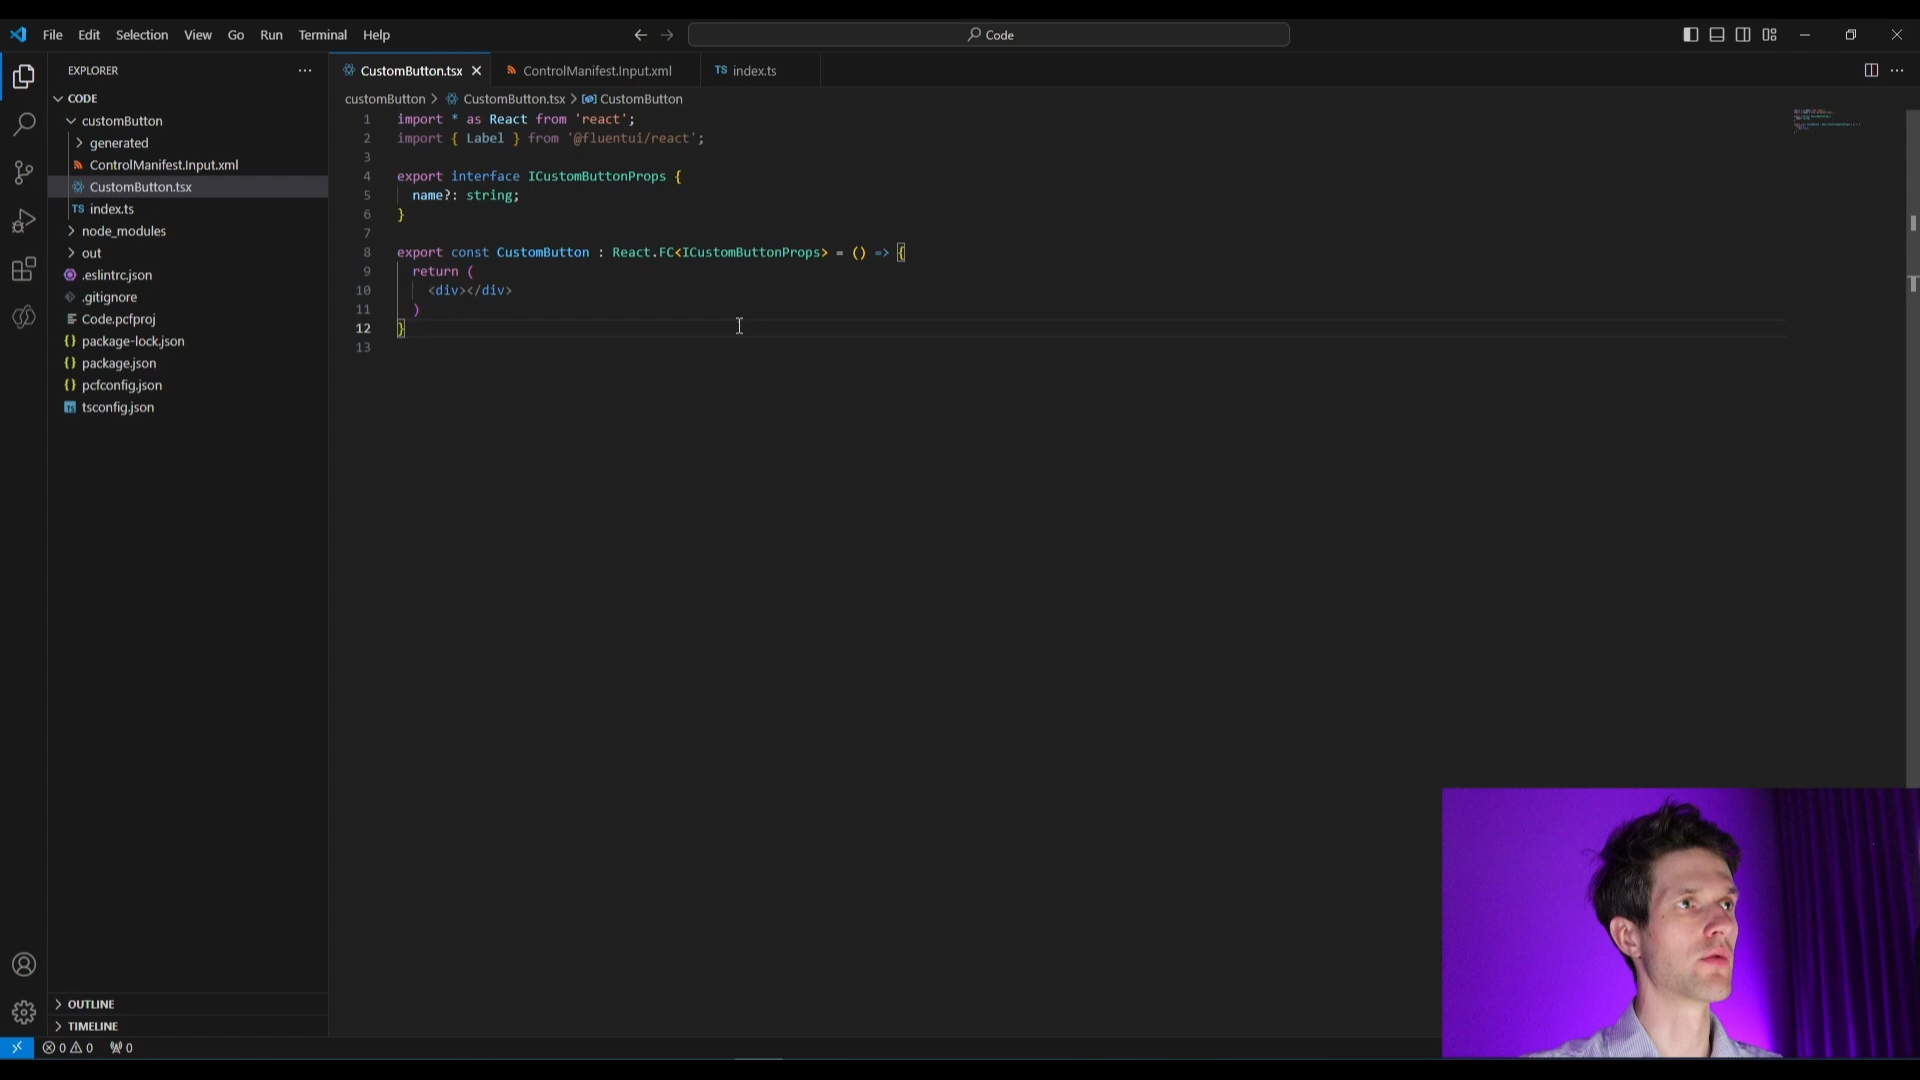 File Edit Selection View Go Run Terminal Help
Code
EXPLORER
CODE
customButton
generated
ControlManifest.Input.xml
CustomButton.tsx
TS index.ts
node_modules
out
.eslintrc.json
.gitignore
Code.pcfproj
{} package-lock.json
{} package.json
{} pcfconfig.json
TS tsconfig.json
OUTLINE
TIMELINE
CustomButton.tsx
ControlManifest.Input.xml
TS index.ts
customButton > CustomButton.tsx > CustomButton
1 import * as React from 'react';
2 import { Label } from '@fluentui/react';
3
4 export interface ICustomButtonProps {
5 name?: string;
6 }
7
8 export const CustomButton : React.FC<ICustomButtonProps> = () => {
9 return (
10 <div></div>
11 )
12 }
13
0 0 0